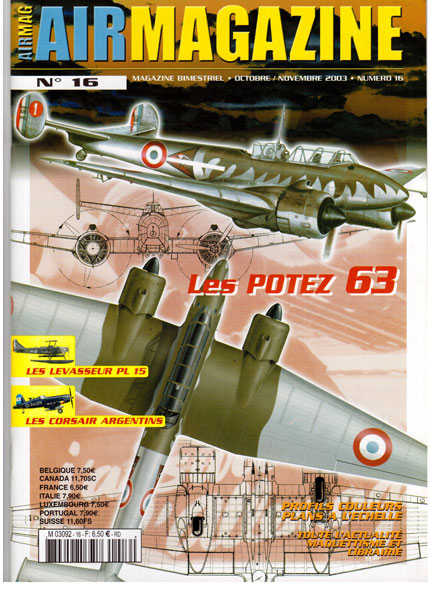 AIRMAG
AIRMAGAZINE
N° 16
MAGAZINE BIMESTRIEL • OCTOBRE / NOVEMBRE 2003 • NUMERO 16
Les POTEZ 63
LES LEVASSEUR PL 15
LES CORSAIR ARGENTINS
BELGIQUE 7,50€
CANADA 11,70SC
FRANCE 6,50€
ITALIE 7,90€
LUXEMBOURG 7,50€
PORTUGAL 7,90€
SUISSE 11,60FS
PROFILS COULEURS
PLANS A L'ECHELLE
TOUTE L'ACTUALITÉ
MAQUETTISME ET
LIBRAIRIE
M 03092 - 16 - F: 6,50 € - RD